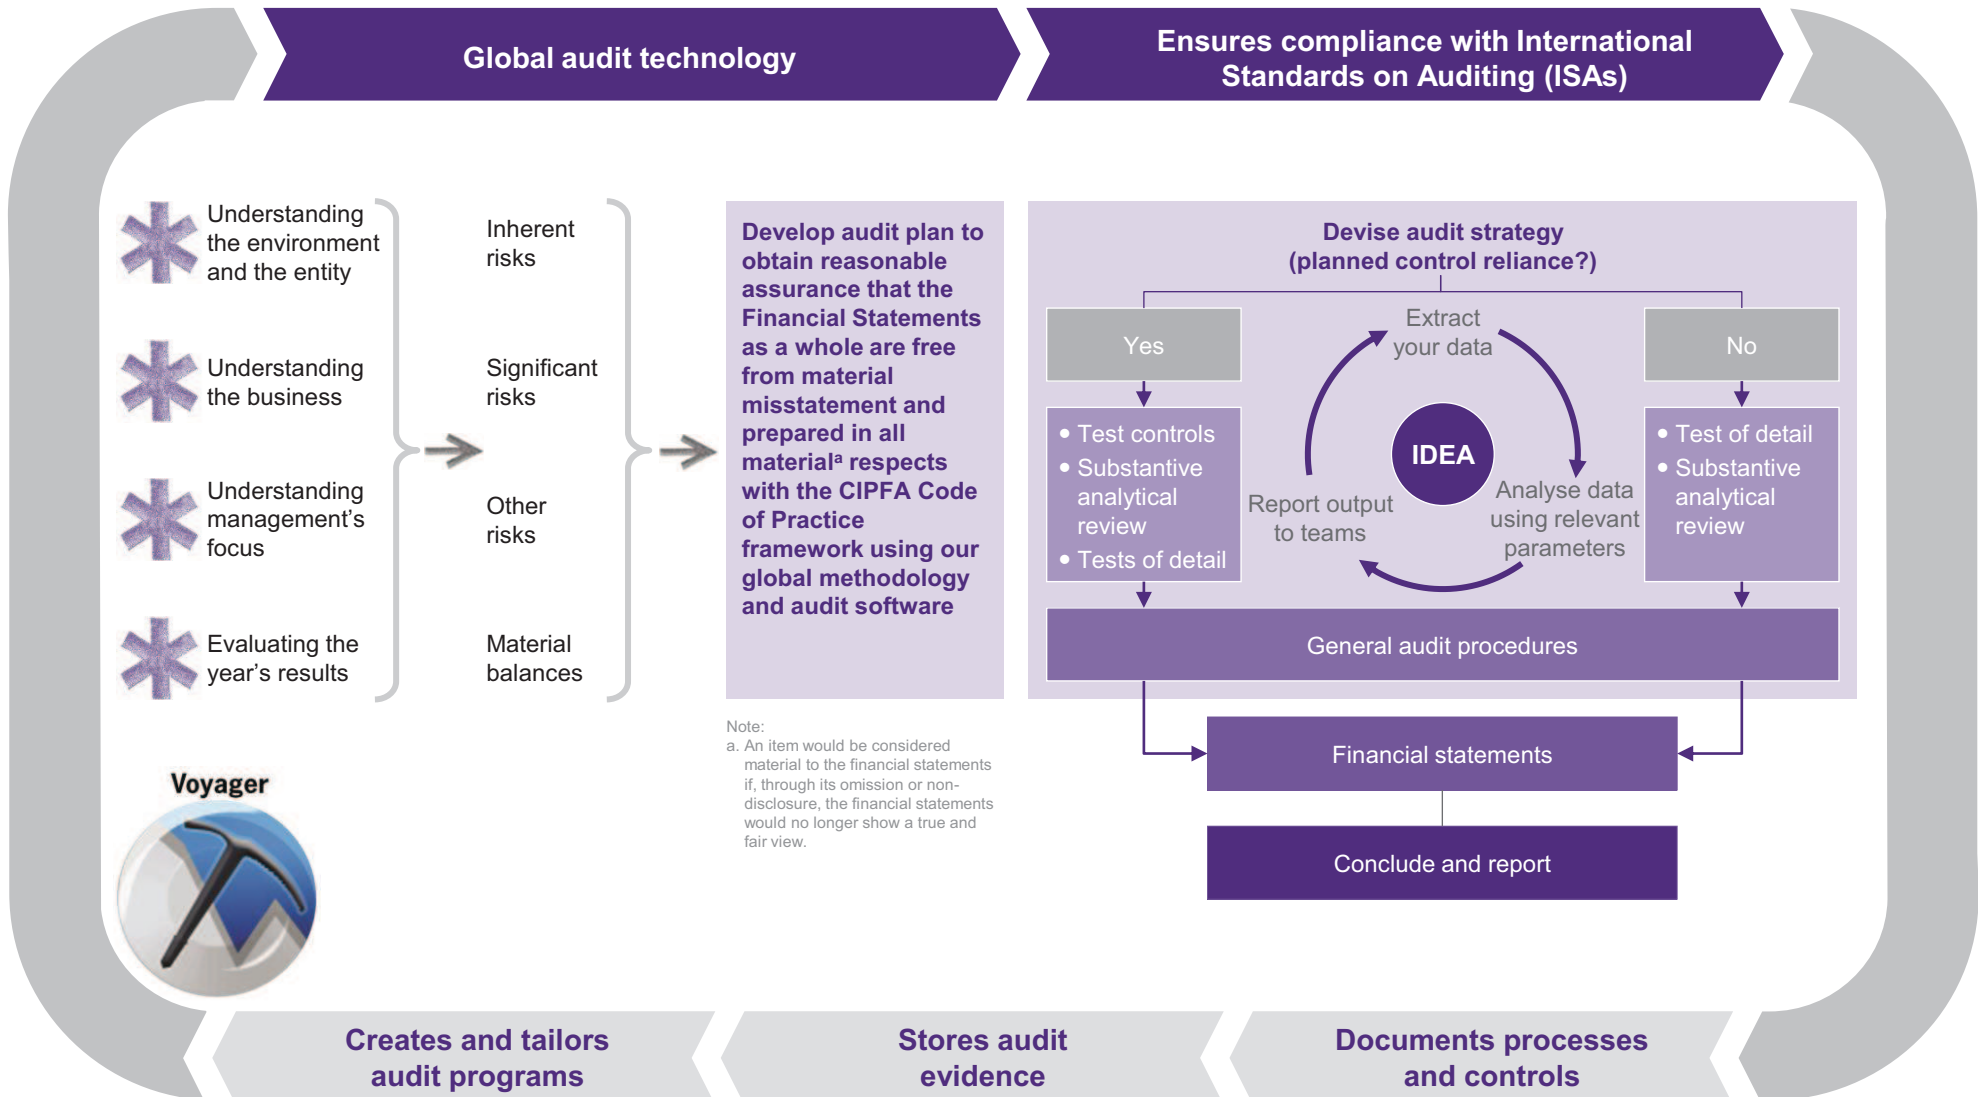 Global audit technology
Ensures compliance with International
Standards on Auditing (ISAs)
Understanding
the environment
and the entity
Understanding
the business
Understanding
management's
focus
Evaluating the
year's results
Inherent
risks
Significant
risks
Other
risks
Material
balances
Develop audit plan to
obtain reasonable
assurance that the
Financial Statements
as a whole are free
from material
misstatement and
prepared in all
materialᵃ respects
with the CIPFA Code
of Practice
framework using our
global methodology
and audit software
Note:
a. An item would be considered
material to the financial statements
if, through its omission or non-
disclosure, the financial statements
would no longer show a true and
fair view.
Devise audit strategy
(planned control reliance?)
Yes
• Test controls
• Substantive
analytical
review
• Tests of detail
Extract
your data
IDEA
Analyse data
using relevant
parameters
Report output
to teams
No
• Test of detail
• Substantive
analytical
review
General audit procedures
Financial statements
Conclude and report
Voyager
Creates and tailors
audit programs
Stores audit
evidence
Documents processes
and controls